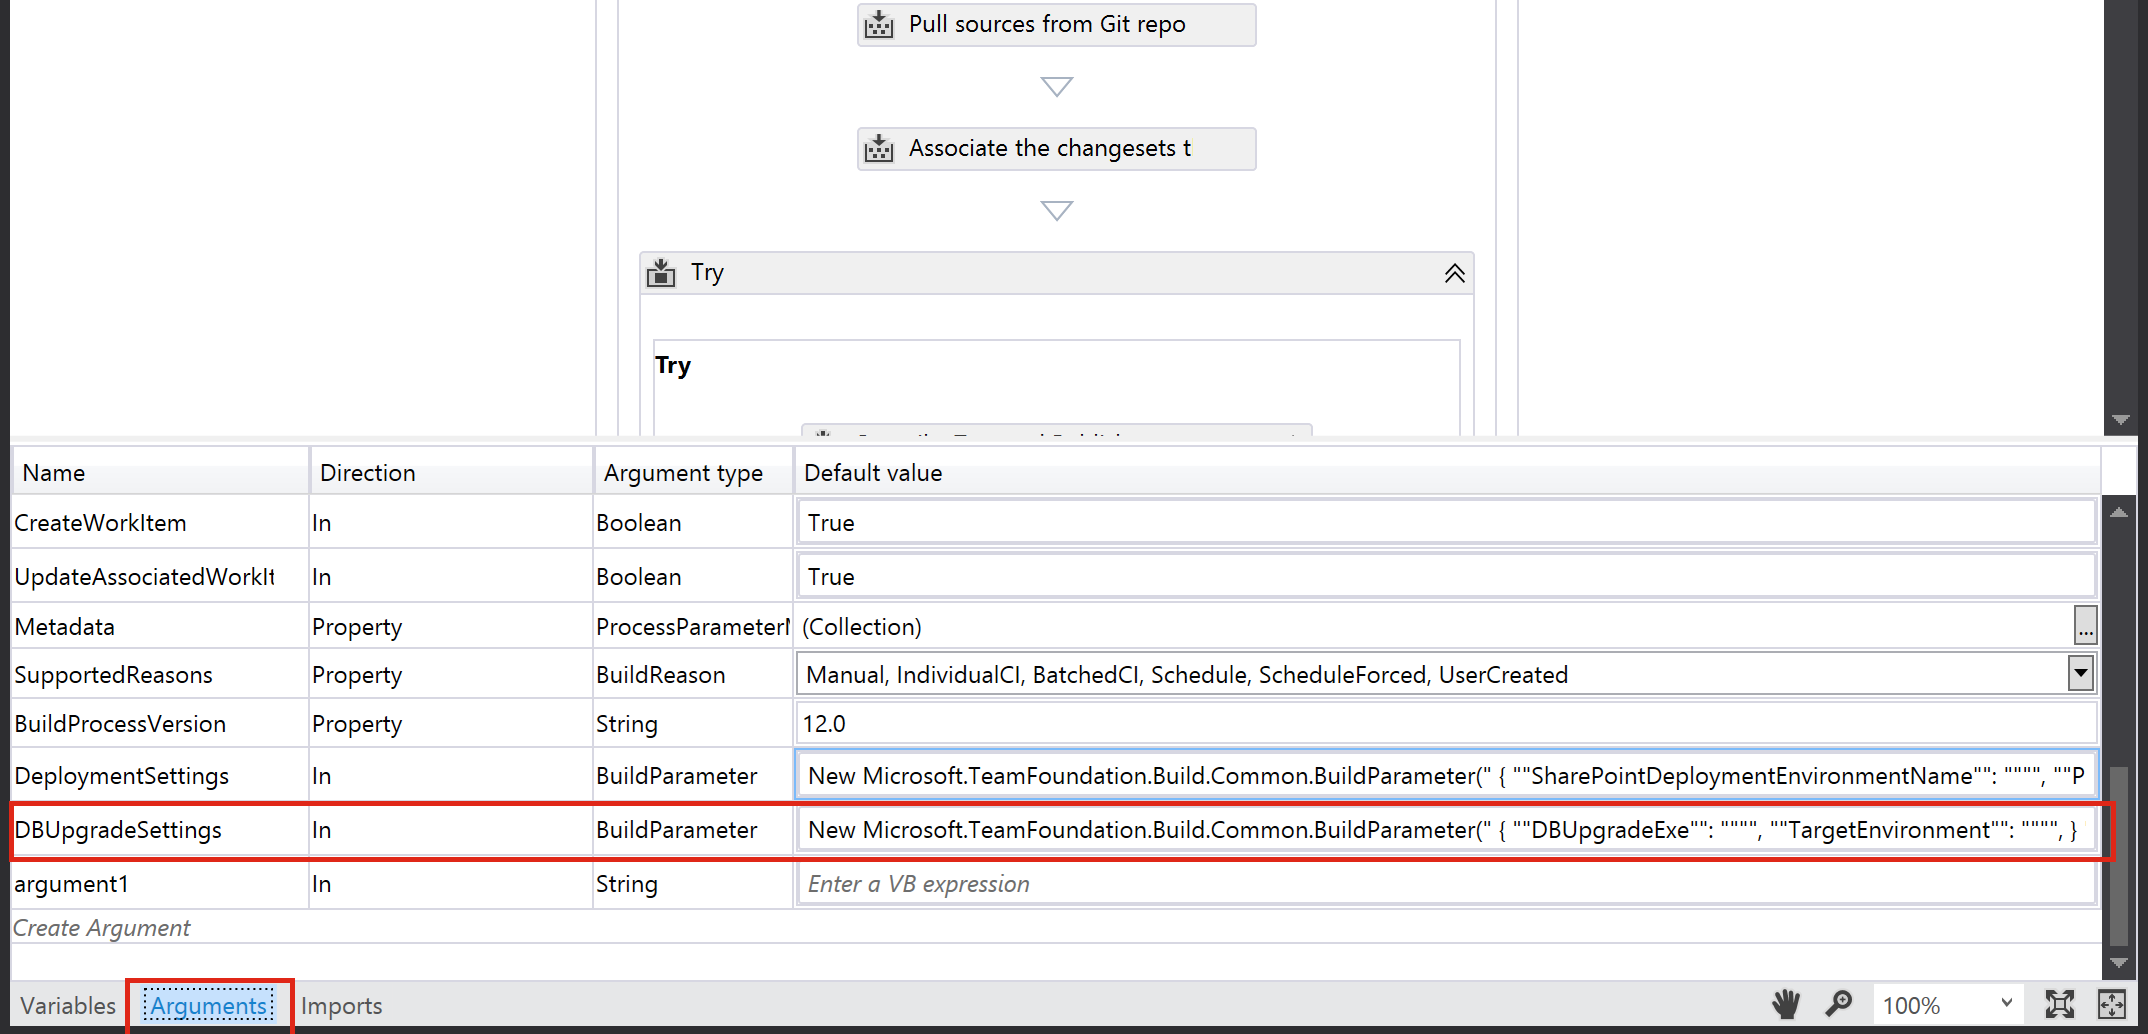 Pull sources from Git repo
Associate the changesets t
Try
Try
Name Direction Argument type Default value
CreateWorkItem In Boolean True
UpdateAssociatedWorkIt In Boolean True
Metadata Property ProcessParameterM (Collection) ...
SupportedReasons Property BuildReason Manual, IndividualCI, BatchedCI, Schedule, ScheduleForced, UserCreated
BuildProcessVersion Property String 12.0
DeploymentSettings In BuildParameter New Microsoft.TeamFoundation.Build.Common.BuildParameter(" { ""SharePointDeploymentEnvironmentName"": """", ""P
DBUpgradeSettings In BuildParameter New Microsoft.TeamFoundation.Build.Common.BuildParameter(" { ""DBUpgradeExe"": """", ""TargetEnvironment"": """", }
argument1 In String Enter a VB expression
Create Argument
Variables Arguments Imports 100%